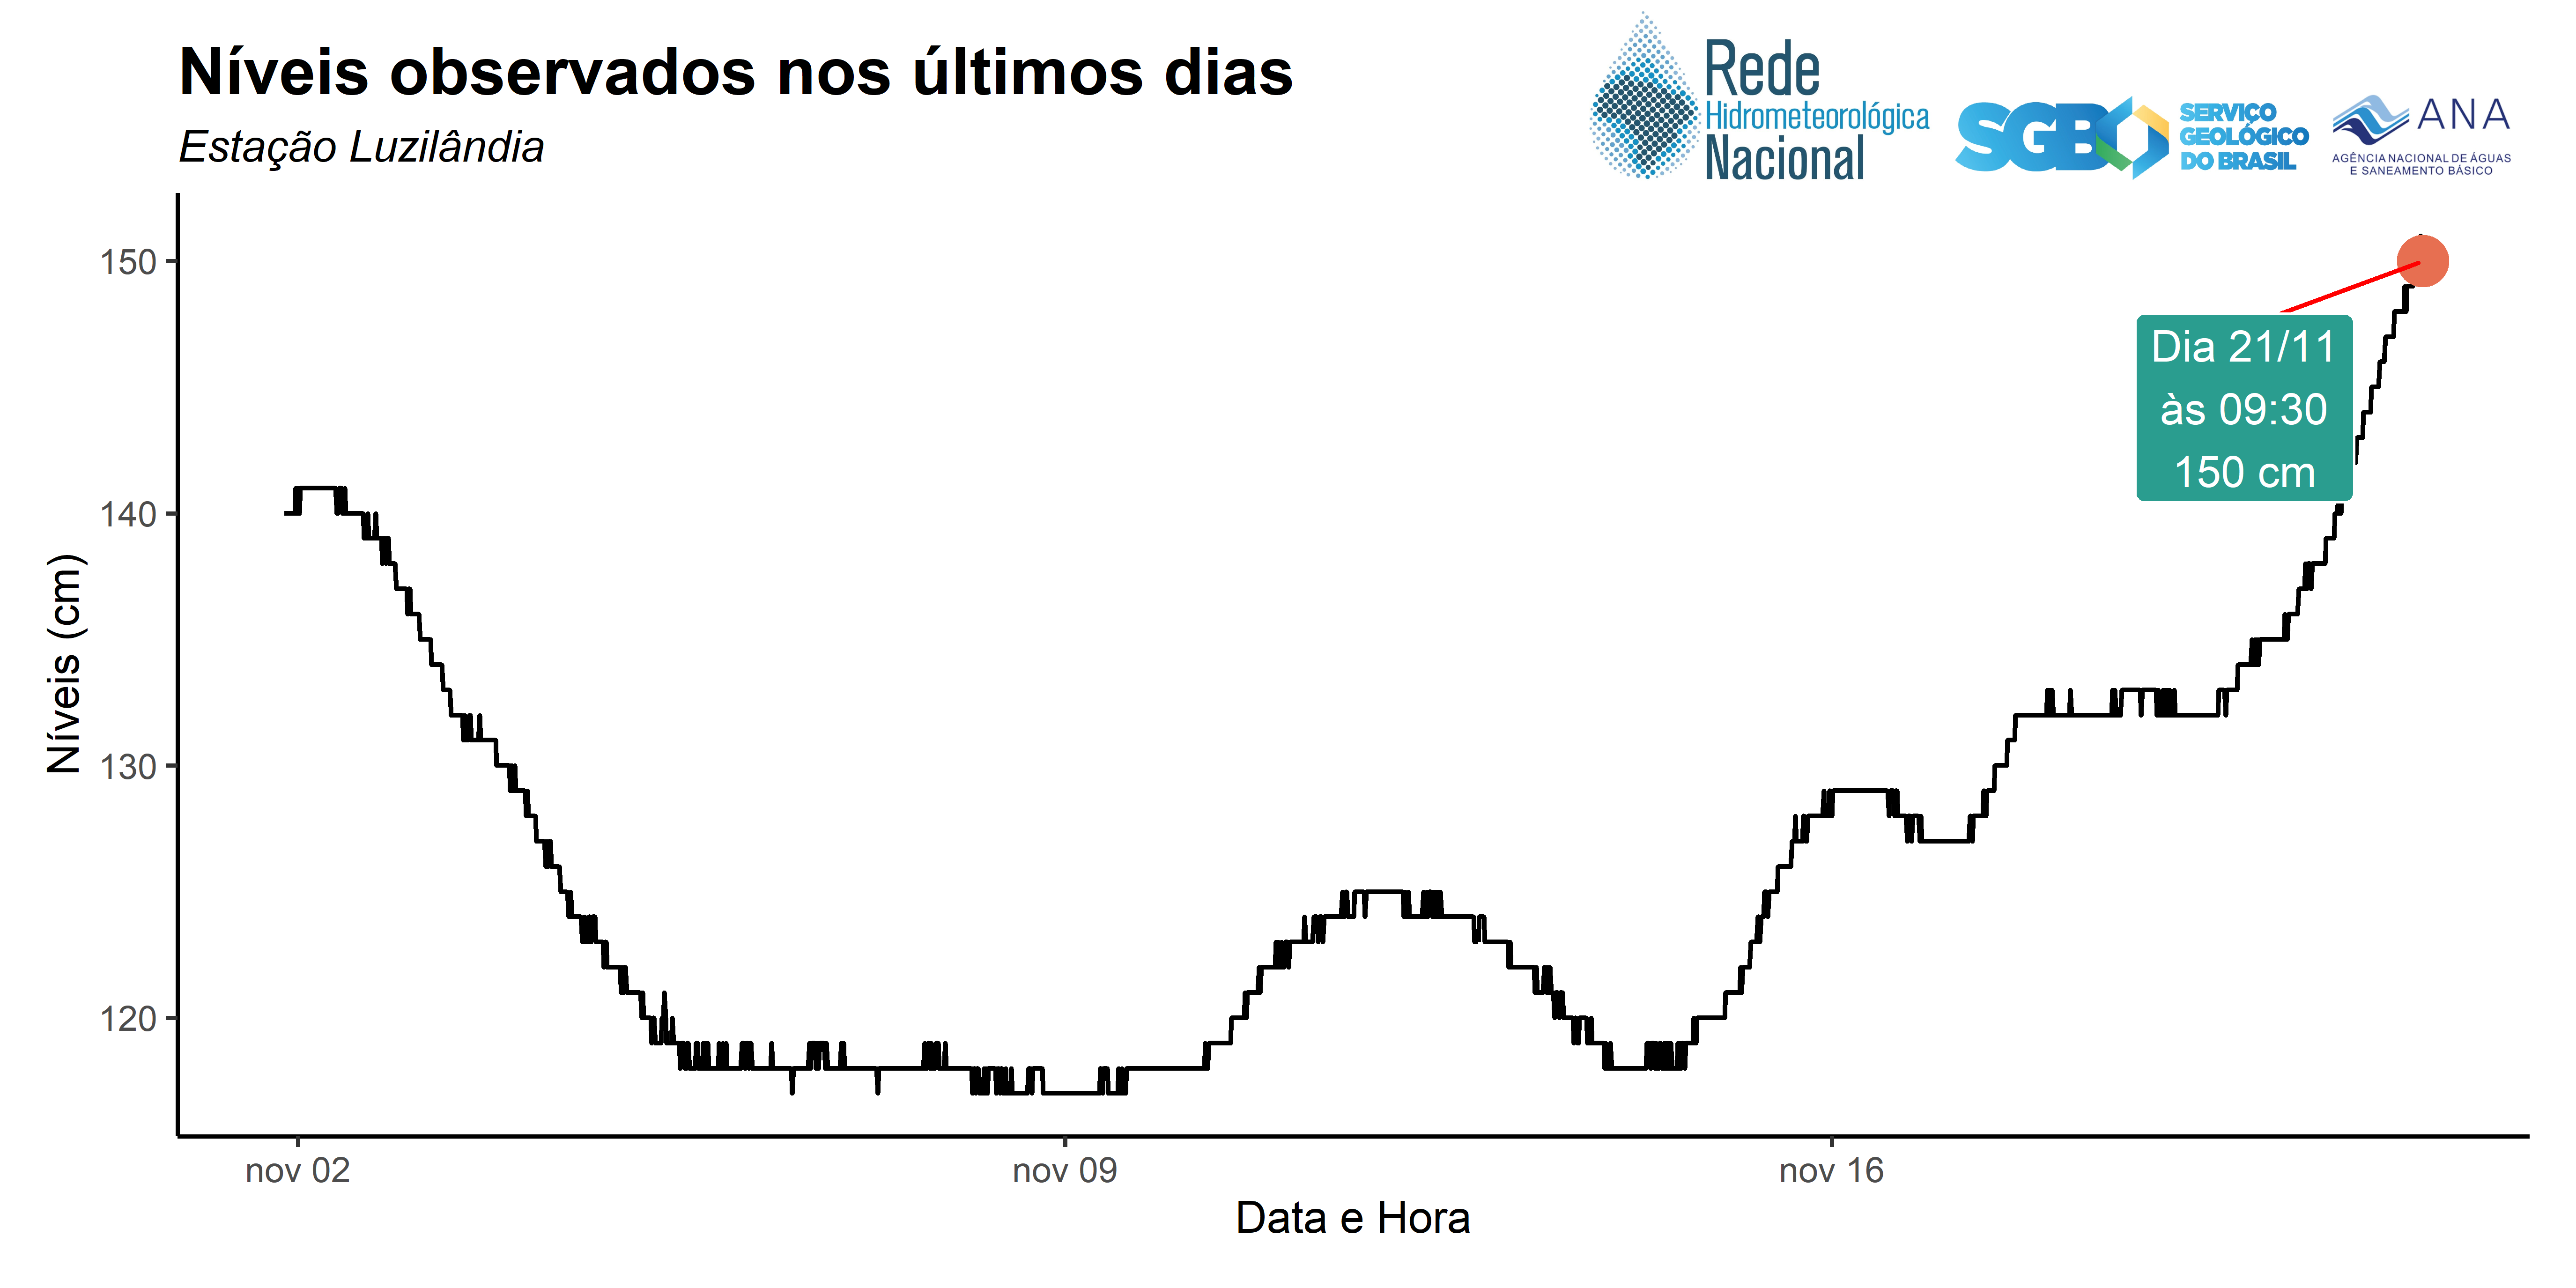 Níveis observados nos últimos dias
Estação Luzilândia
Rede
Hidrometeorológica
Nacional
SGB
SERVIÇO
GEOLÓGICO
DO BRASIL
ANA
AGÊNCIA NACIONAL DE ÁGUAS
E SANEAMENTO BÁSICO
150
140
130
120
Níveis (cm)
Dia 21/11
às 09:30
150 cm
nov 02
nov 09
nov 16
Data e Hora